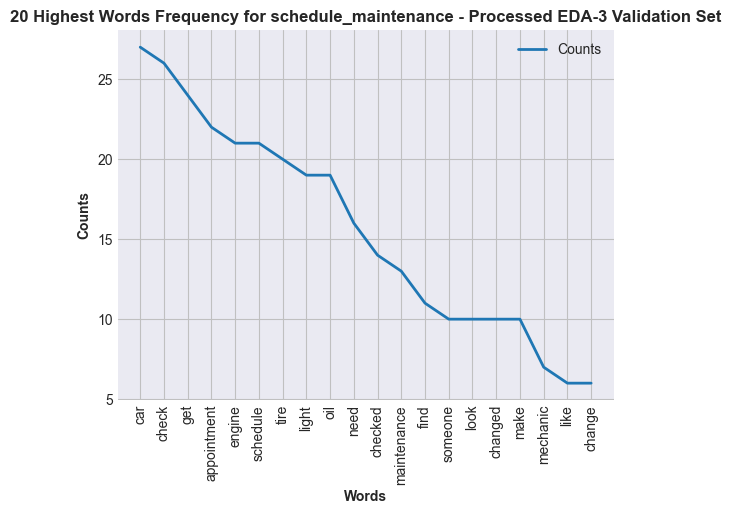 20 Highest Words Frequency for schedule_maintenance - Processed EDA-3 Validation Set
Counts
25
20
15
10
5
Counts
car
check
get
appointment
engine
schedule
tire
light
oil
need
checked
maintenance
find
someone
look
changed
make
mechanic
like
change
Words